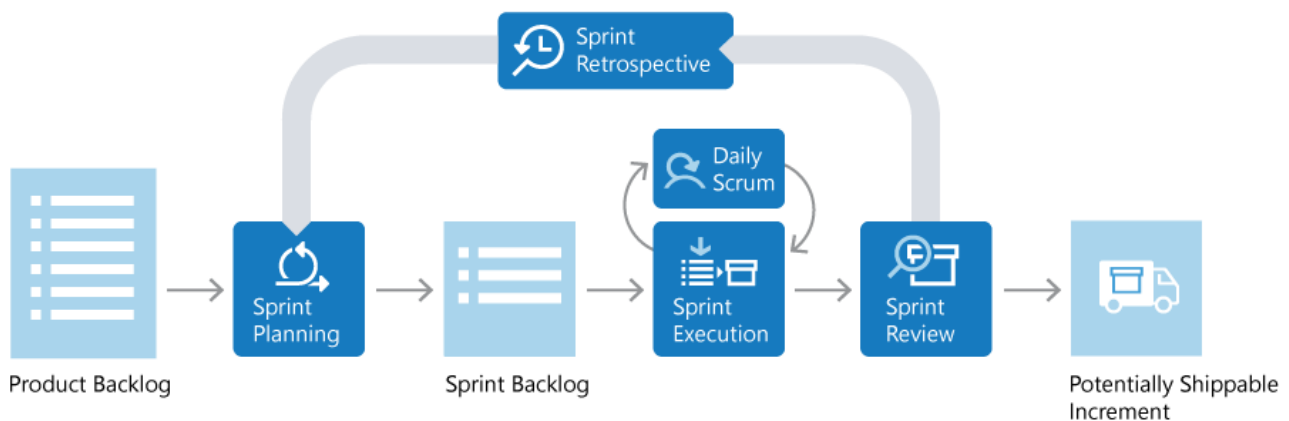 Sprint
Retrospective
Daily
Scrum
Sprint
Planning
Sprint
Execution
Sprint
Review
Product Backlog
Sprint Backlog
Potentially Shippable
Increment